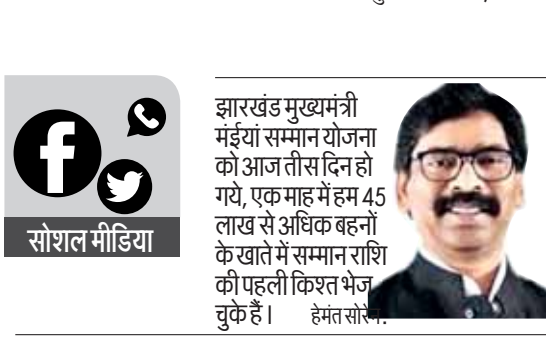 सोशल मीडिया
झारखंड मुख्यमंत्री
मंईयां सम्मान योजना
को आज तीस दिन हो
गये, एक माह में हम 45
लाख से अधिक बहनों
के खाते में सम्मान राशि
की पहली किश्त भेज
चुके हैं। हेमंत सोरेन.